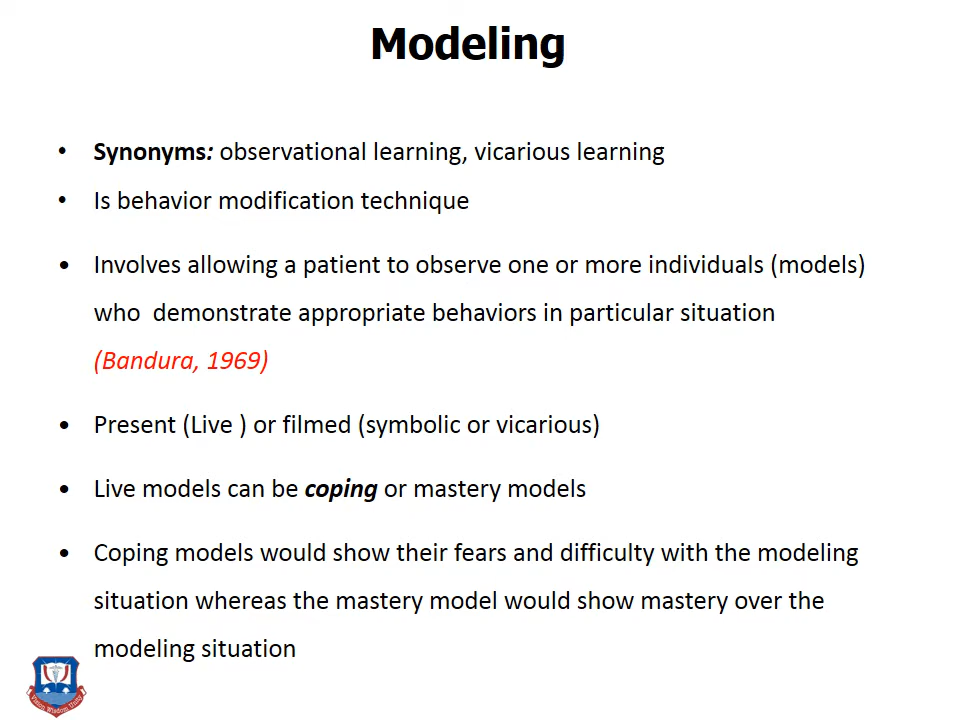 Modeling
• Synonyms: observational learning, vicarious learning
• Is behavior modification technique
• Involves allowing a patient to observe one or more individuals (models)
who  demonstrate appropriate behaviors in particular situation
(Bandura, 1969)
• Present (Live ) or filmed (symbolic or vicarious)
• Live models can be coping or mastery models
• Coping models would show their fears and difficulty with the modeling
situation whereas the mastery model would show mastery over the
modeling situation
Vision Wisdom Unity